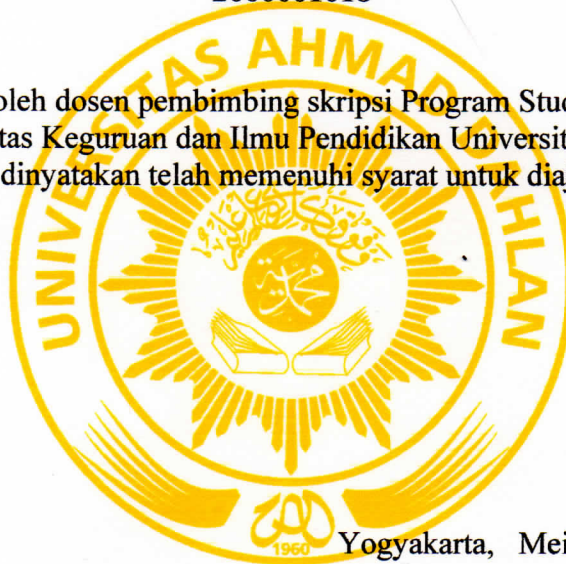 oleh dosen pembimbing skripsi Program Stud
tas Keguruan dan Ilmu Pendidikan Universit
dinyatakan telah memenuhi syarat untuk dia
UNIVERSITAS AHMAD DAHLAN
محمد
1960
Yogyakarta, Mei